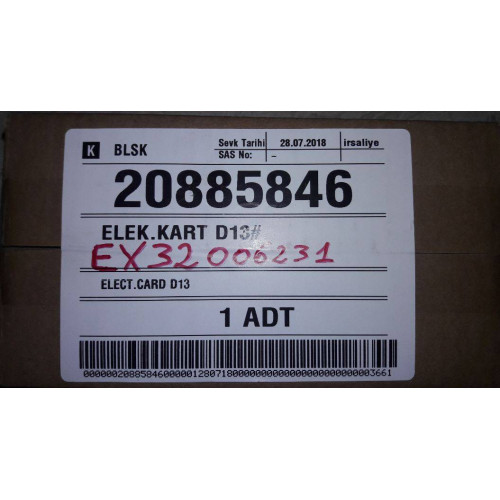 K BLSK Sevk Tarihi 28.07.2018 irsaliye
SAS No: –
20885846
ELEK.KART D13#
EX32006231
ELECT.CARD D13
1 ADT